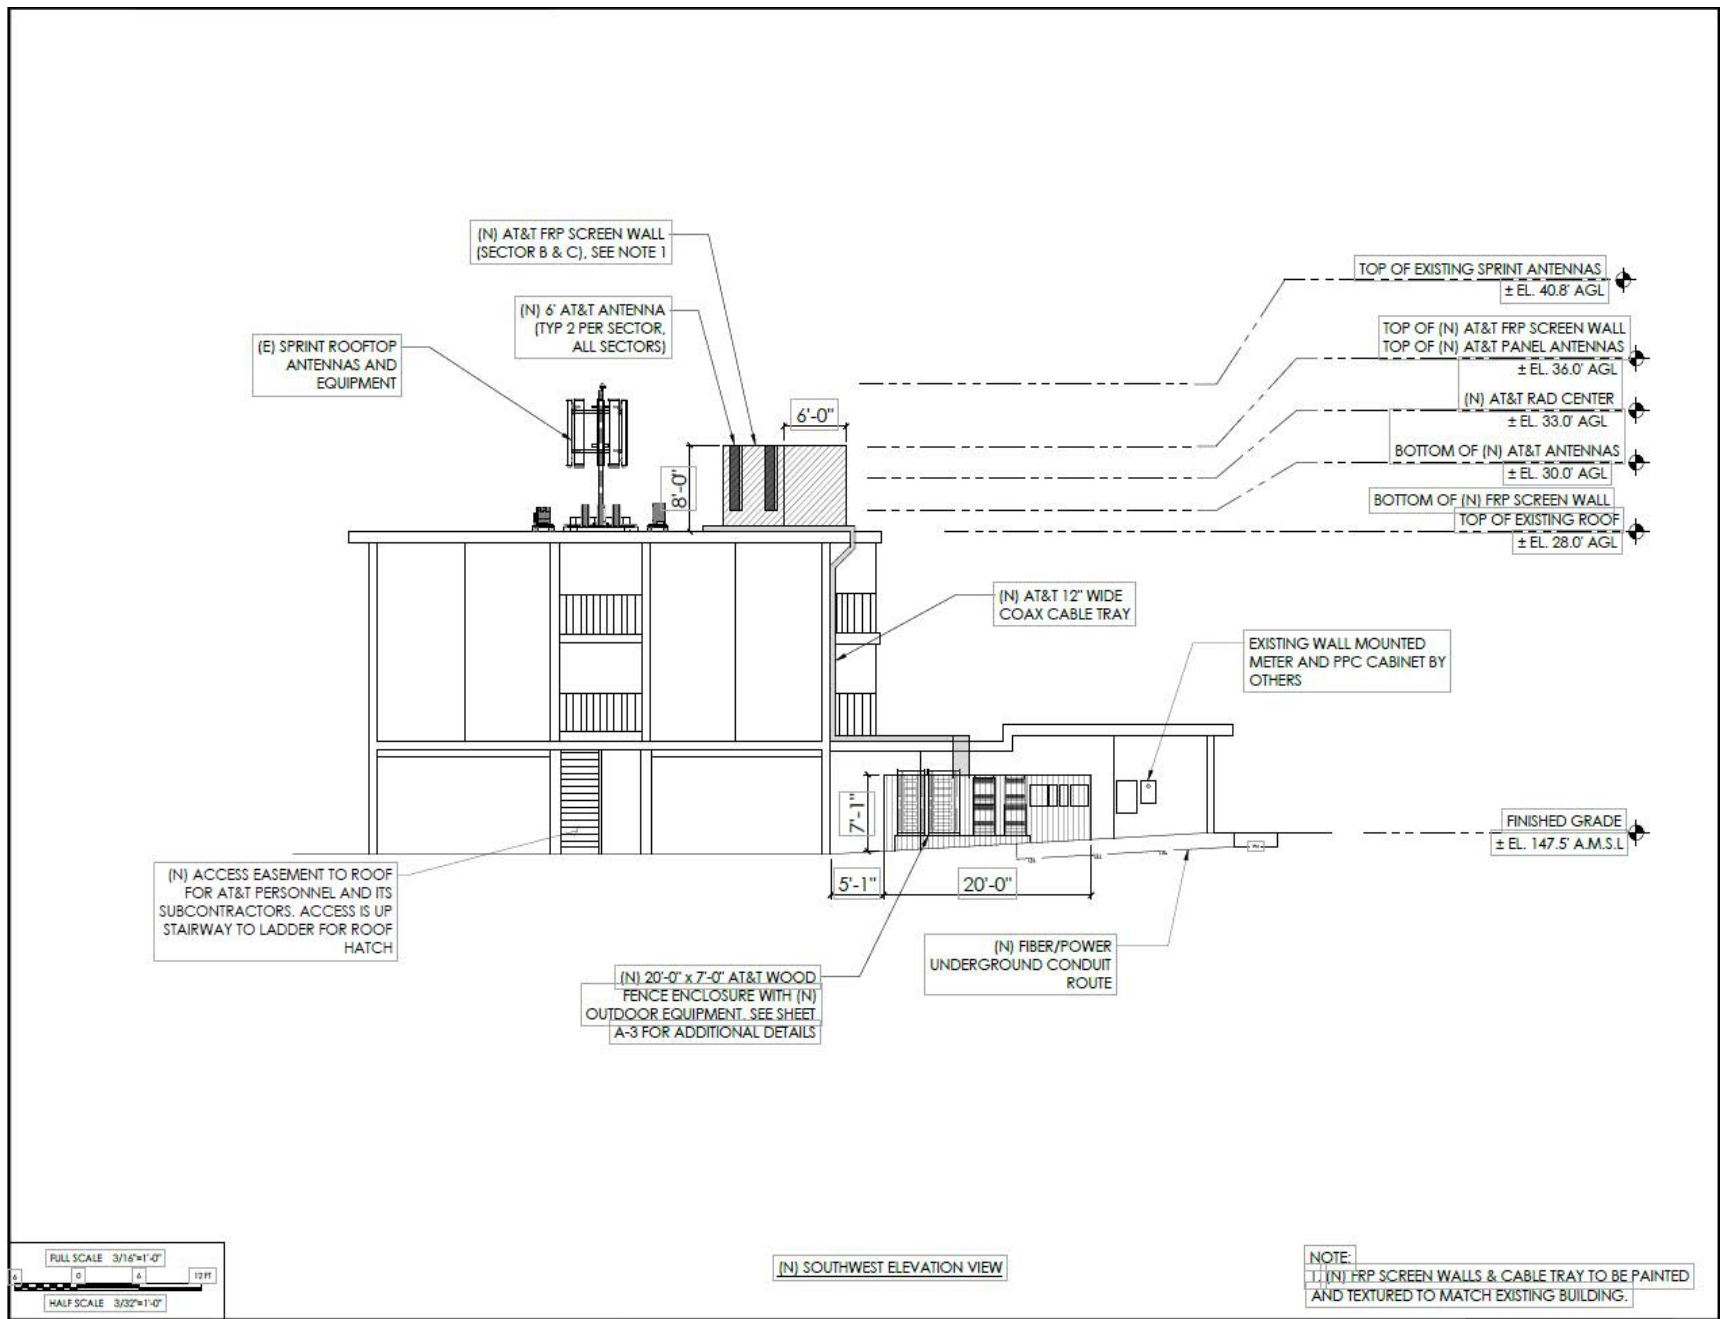 (N) AT&T FRP SCREEN WALL
(SECTOR B & C), SEE NOTE 1
(N) 6' AT&T ANTENNA
(TYP 2 PER SECTOR,
ALL SECTORS)
(E) SPRINT ROOFTOP
ANTENNAS AND
EQUIPMENT
6'-0"
8'-0"
TOP OF EXISTING SPRINT ANTENNAS
± EL. 40.8' AGL
TOP OF (N) AT&T FRP SCREEN WALL
TOP OF (N) AT&T PANEL ANTENNAS
± EL. 36.0' AGL
(N) AT&T RAD CENTER
± EL. 33.0' AGL
BOTTOM OF (N) AT&T ANTENNAS
± EL. 30.0' AGL
BOTTOM OF (N) FRP SCREEN WALL
TOP OF EXISTING ROOF
± EL. 28.0' AGL
(N) AT&T 12" WIDE
COAX CABLE TRAY
EXISTING WALL MOUNTED
METER AND PPC CABINET BY
OTHERS
7'-1"
FINISHED GRADE
± EL. 147.5' A.M.S.L
5'-1"
20'-0"
(N) ACCESS EASEMENT TO ROOF
FOR AT&T PERSONNEL AND ITS
SUBCONTRACTORS. ACCESS IS UP
STAIRWAY TO LADDER FOR ROOF
HATCH
(N) FIBER/POWER
UNDERGROUND CONDUIT
ROUTE
(N) 20'-0" x 7'-0" AT&T WOOD
FENCE ENCLOSURE WITH (N)
OUTDOOR EQUIPMENT. SEE SHEET
A-3 FOR ADDITIONAL DETAILS
FULL SCALE 3/16"=1'-0"
6 0 6 12 FT
HALF SCALE 3/32"=1'-0"
(N) SOUTHWEST ELEVATION VIEW
NOTE:
1. (N) FRP SCREEN WALLS & CABLE TRAY TO BE PAINTED
AND TEXTURED TO MATCH EXISTING BUILDING.